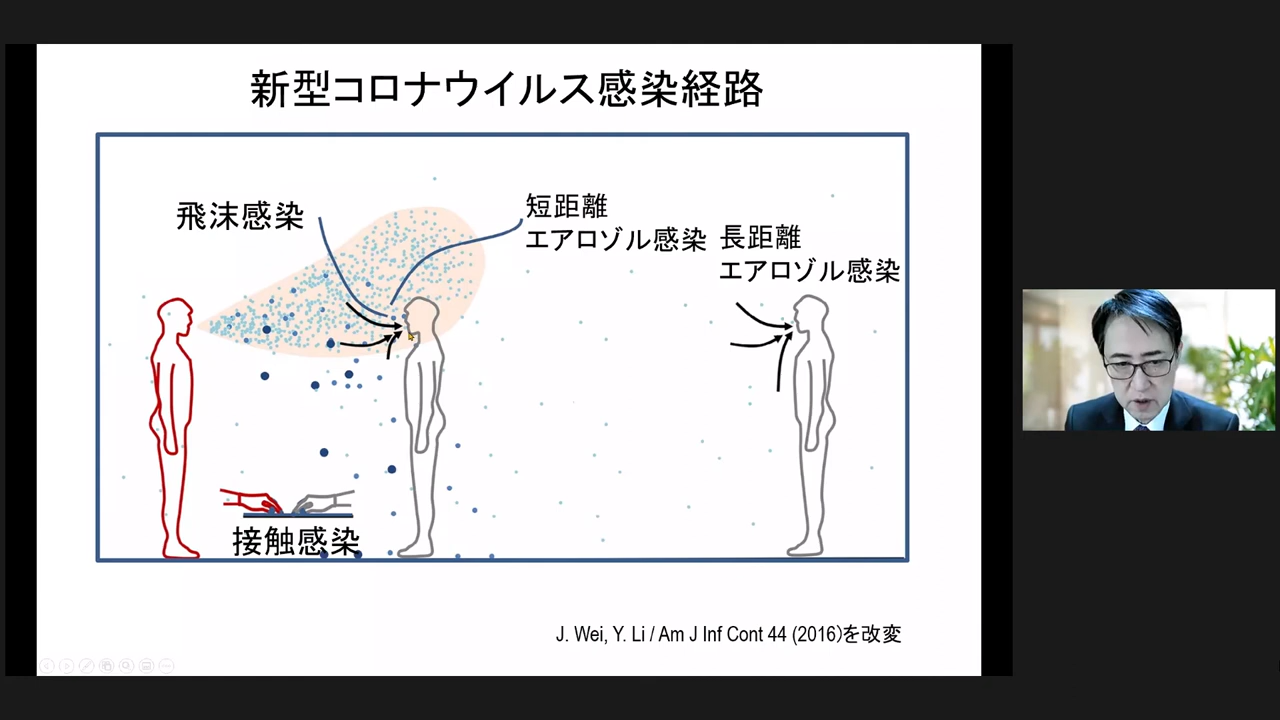 新型コロナウイルス感染経路
飛沫感染
短距離
エアロゾル感染
長距離
エアロゾル感染
接触感染
J. Wei, Y. Li / Am J Inf Cont 44 (2016)を改変